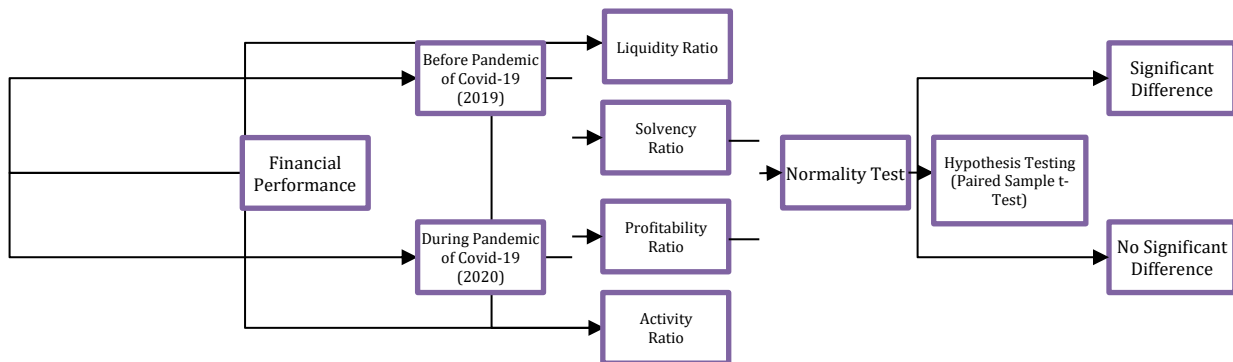 Financial
Performance
Before Pandemic
of Covid-19
(2019)
During Pandemic
of Covid-19
(2020)
Liquidity Ratio
Solvency
Ratio
Profitability
Ratio
Activity
Ratio
Normality Test
Hypothesis Testing
(Paired Sample t-
Test)
Significant
Difference
No Significant
Difference